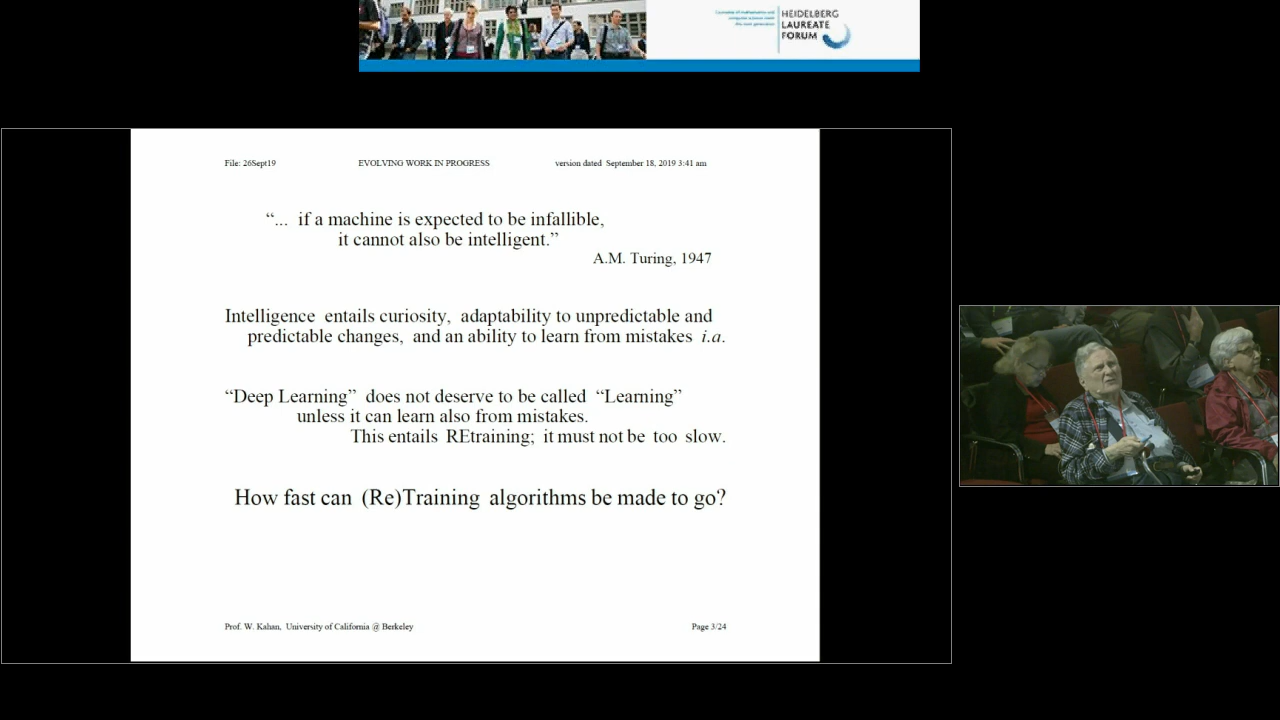 HEIDELBERG
LAUREATE
FORUM
File: 26Sept19 EVOLVING WORK IN PROGRESS version dated September 18, 2019 3:41 am
“... if a machine is expected to be infallible,
it cannot also be intelligent.”
A.M. Turing, 1947
Intelligence entails curiosity, adaptability to unpredictable and
predictable changes, and an ability to learn from mistakes i.a.
“Deep Learning” does not deserve to be called “Learning”
unless it can learn also from mistakes.
This entails REtraining; it must not be too slow.
How fast can (Re)Training algorithms be made to go?
Prof. W. Kahan, University of California @ Berkeley Page 3/24